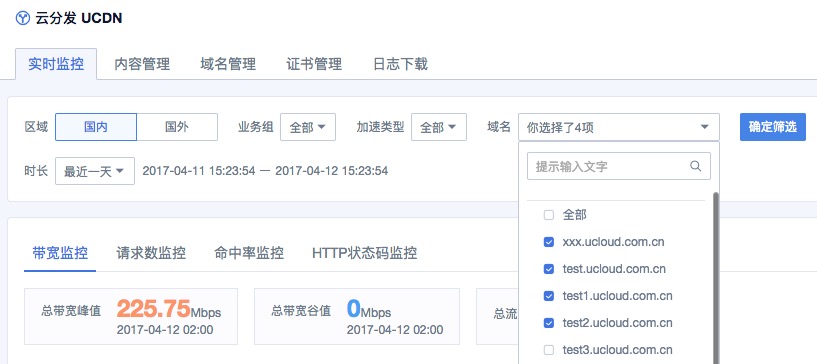 云分发 UCDN
实时监控 内容管理 域名管理 证书管理 日志下载
区域 国内 国外 业务组 全部 加速类型 全部 域名 你选择了4项 确定筛选
时长 最近一天 2017-04-11 15:23:54 — 2017-04-12 15:23:54
提示输入文字
全部
xxx.ucloud.com.cn
test.ucloud.com.cn
test1.ucloud.com.cn
test2.ucloud.com.cn
test3.ucloud.com.cn
带宽监控 请求数监控 命中率监控 HTTP状态码监控
总带宽峰值 225.75Mbps
2017-04-12 02:00
总带宽谷值 0Mbps
2017-04-12 02:00
总流